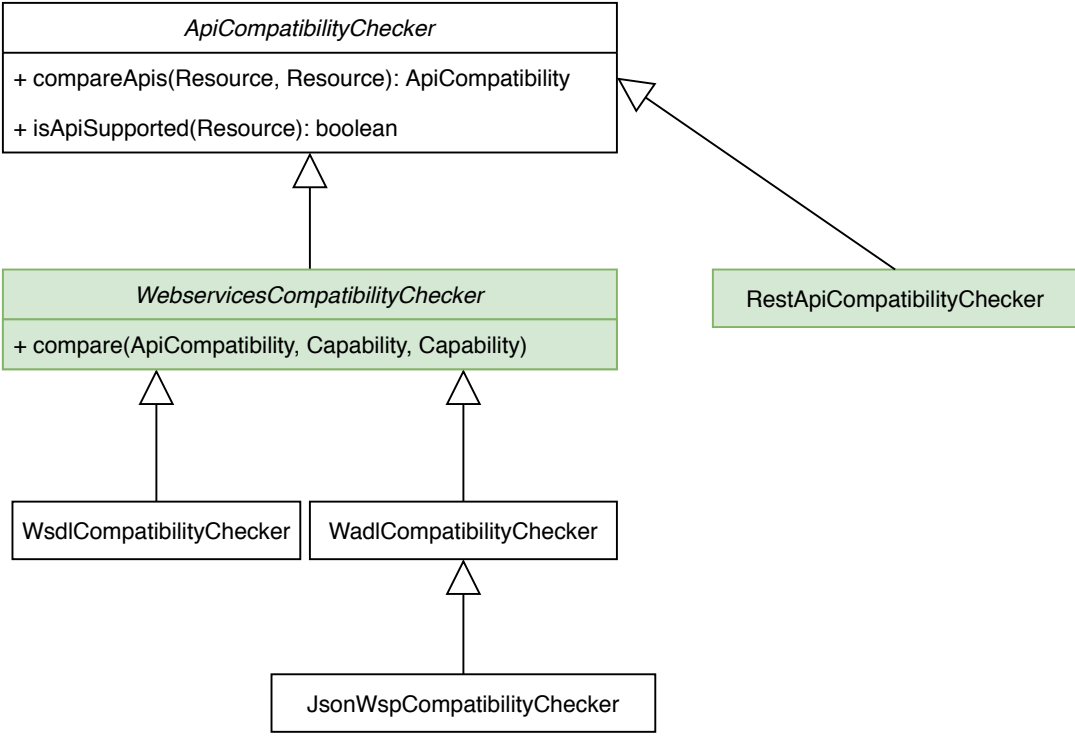 ApiCompatibilityChecker
+ compareApis(Resource, Resource): ApiCompatibility
+ isApiSupported(Resource): boolean
WebservicesCompatibilityChecker
RestApiCompatibilityChecker
+ compare(ApiCompatibility, Capability, Capability)
WsdlCompatibilityChecker
WadlCompatibilityChecker
JsonWspCompatibilityChecker